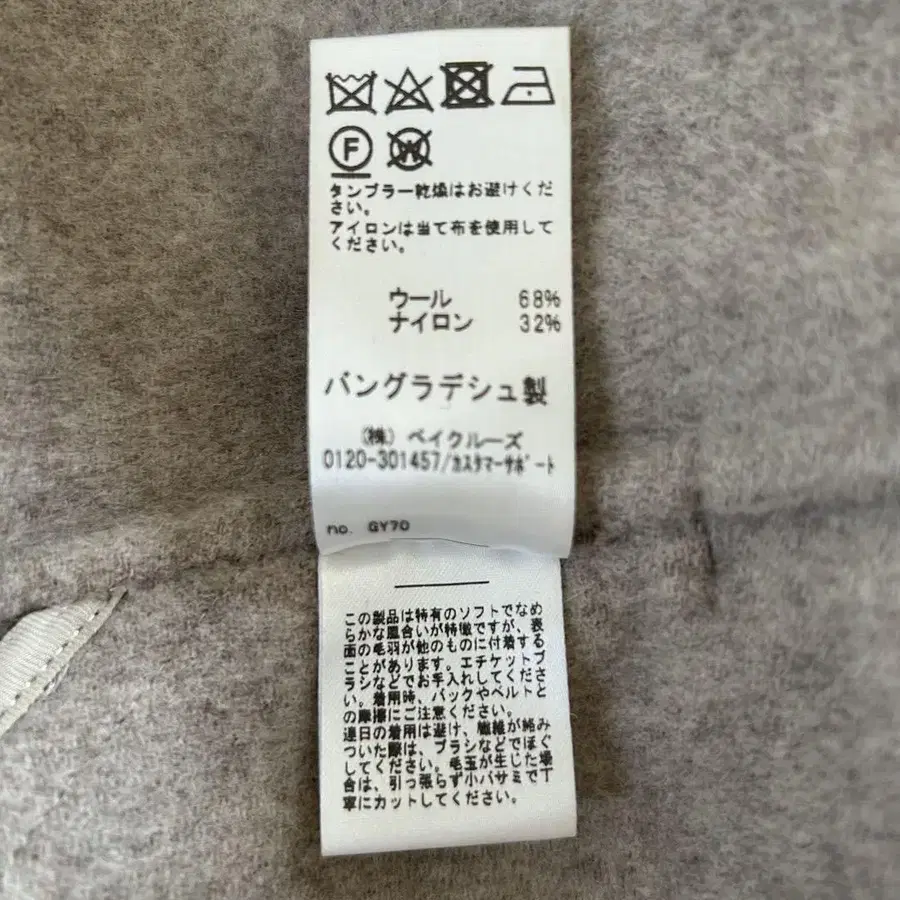 F
W
タンブラー乾燥はお避けくだ
さい。
アイロンは当て布を使用して
ください。
ウール 68%
ナイロン 32%
バングラデシュ製
(株) ベイクルーズ
0120-301457/カスタマーサポート
no. GY70
この製品は特有のソフトでなめ
らかな風合いが特徴ですが、表
面の毛羽が他のものに付着する
ことがあります。エチケットブ
ラシなどでお手入れしてくださ
い。着用時、バックやベルトと
の摩擦にご注意ください。
連日の着用は避け、繊維が絡み
ついた際は、ブラシなどでほぐ
してください。毛玉が生じた場
合は、引っ張らず小バサミで丁
寧にカットしてください。